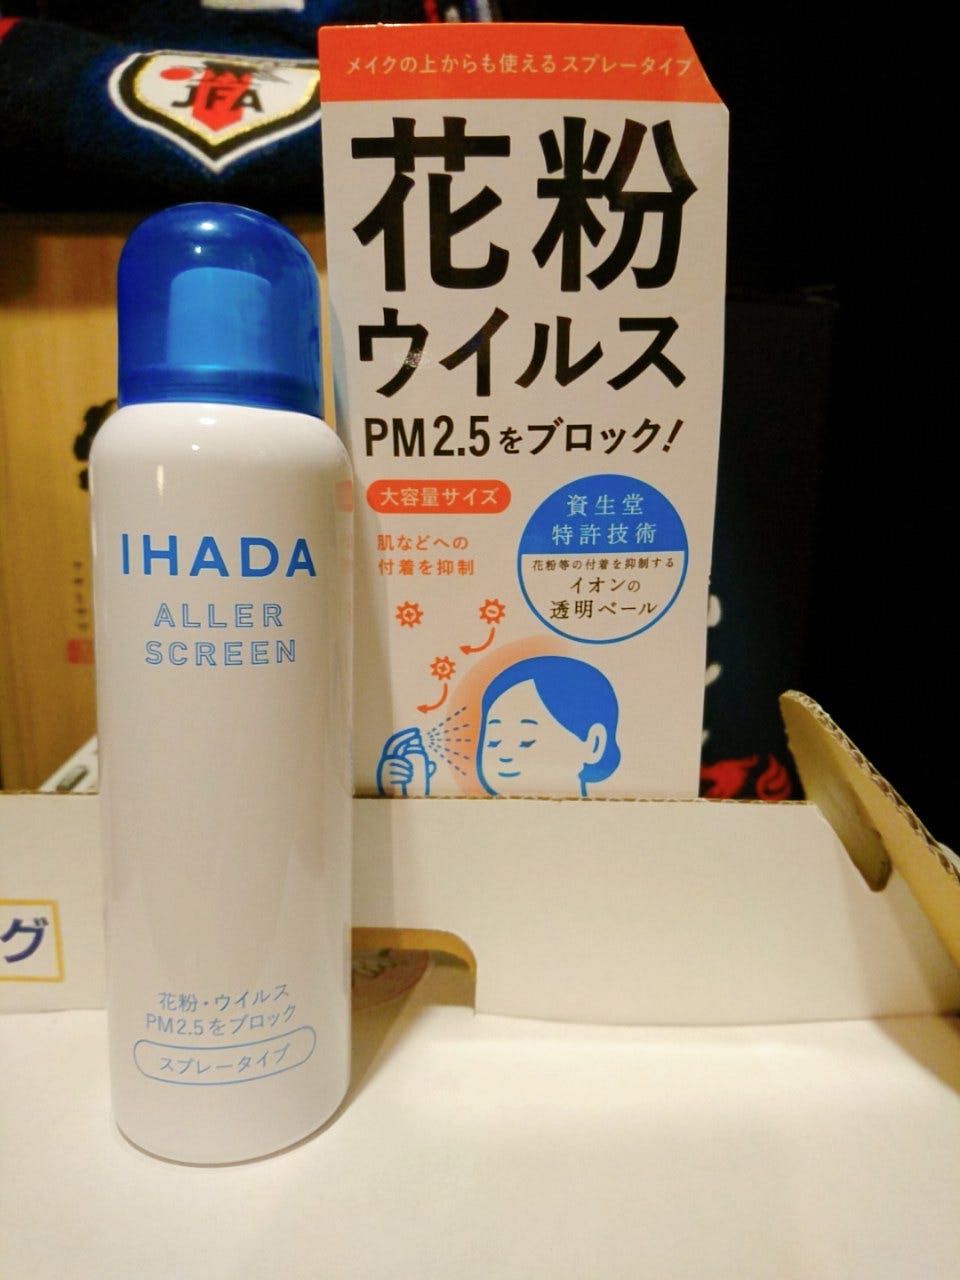 JFA
メイクの上からも使えるスプレータイプ
花粉
ウイルス
PM2.5をブロック!
大容量サイズ
肌などへの
付着を抑制
資生堂
特許技術
花粉等の付着を抑制する
イオンの
透明ベール
IHADA
ALLER
SCREEN
花粉・ウイルス
PM2.5をブロック
スプレータイプ
グ